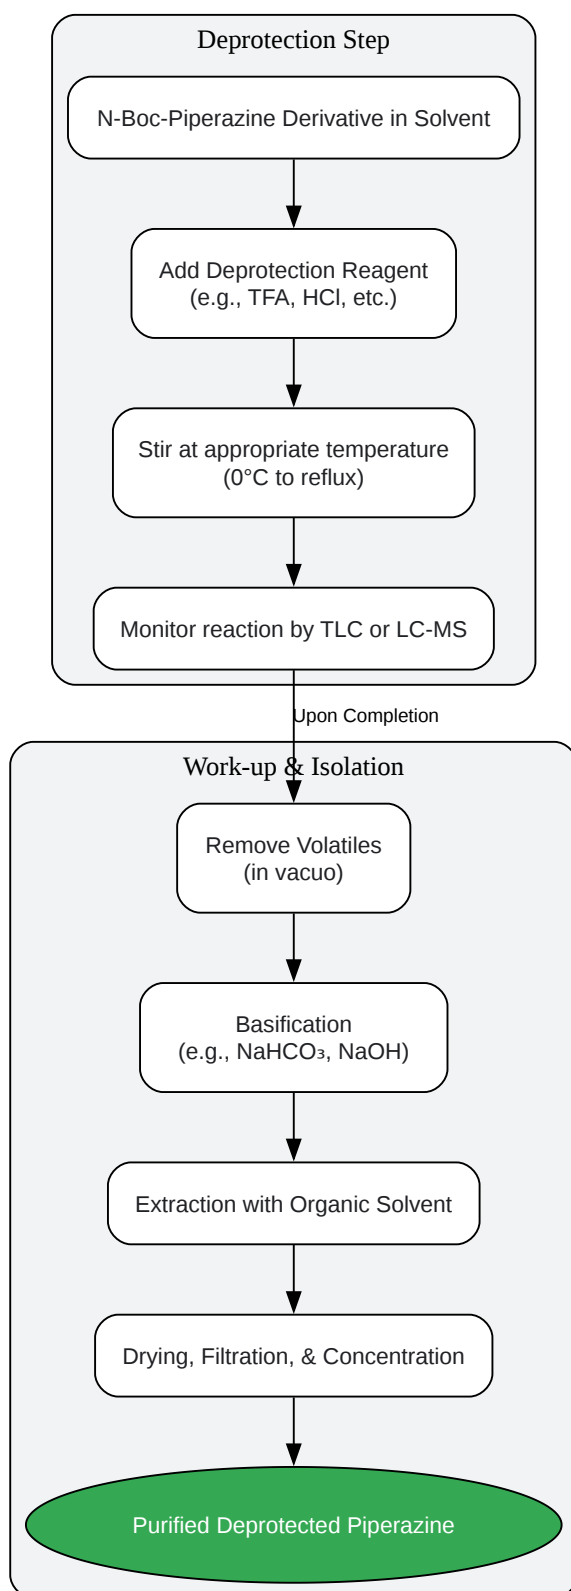 Deprotection Step
N-Boc-Piperazine Derivative in Solvent
Add Deprotection Reagent
(e.g., TFA, HCl, etc.)
Stir at appropriate temperature
(0°C to reflux)
Monitor reaction by TLC or LC-MS
Upon Completion
Work-up & Isolation
Remove Volatiles
(in vacuo)
Basification
(e.g., NaHCO₃, NaOH)
Extraction with Organic Solvent
Drying, Filtration, & Concentration
Purified Deprotected Piperazine